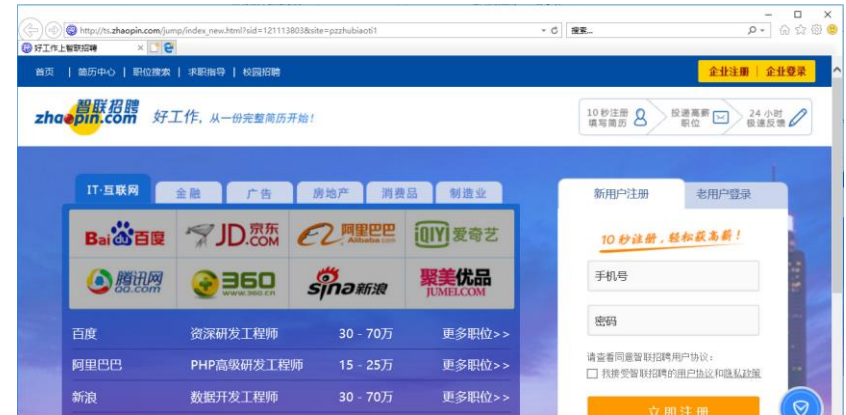 http://ts.zhaopin.com/jump/index_new.html?sid=121113803&site=pzzhubiaoti1
搜索...
好工作上智联招聘
首页 | 简历中心 | 职位搜索 | 求职指导 | 校园招聘
企业注册 | 企业登录
智联招聘
zhaopin.com
好工作，从一份完整简历开始！
10秒注册
填写简历
投递高薪
职位
24小时
极速反馈
IT·互联网 金融 广告 房地产 消费品 制造业
Bai百度 JD.京东 .COM 阿里巴巴 Alibaba.com iQIYI 爱奇艺
腾讯网 QQ.com 360 www.360.cn sina新浪 聚美优品 JUMEI.COM
百度 资深研发工程师 30 - 70万 更多职位>>
阿里巴巴 PHP高级研发工程师 15 - 25万 更多职位>>
新浪 数据开发工程师 30 - 70万 更多职位>>
新用户注册 老用户登录
10秒注册，轻松获高薪！
手机号
密码
请查看同意智联招聘用户协议：
我接受智联招聘的用户协议和隐私政策
立即注册